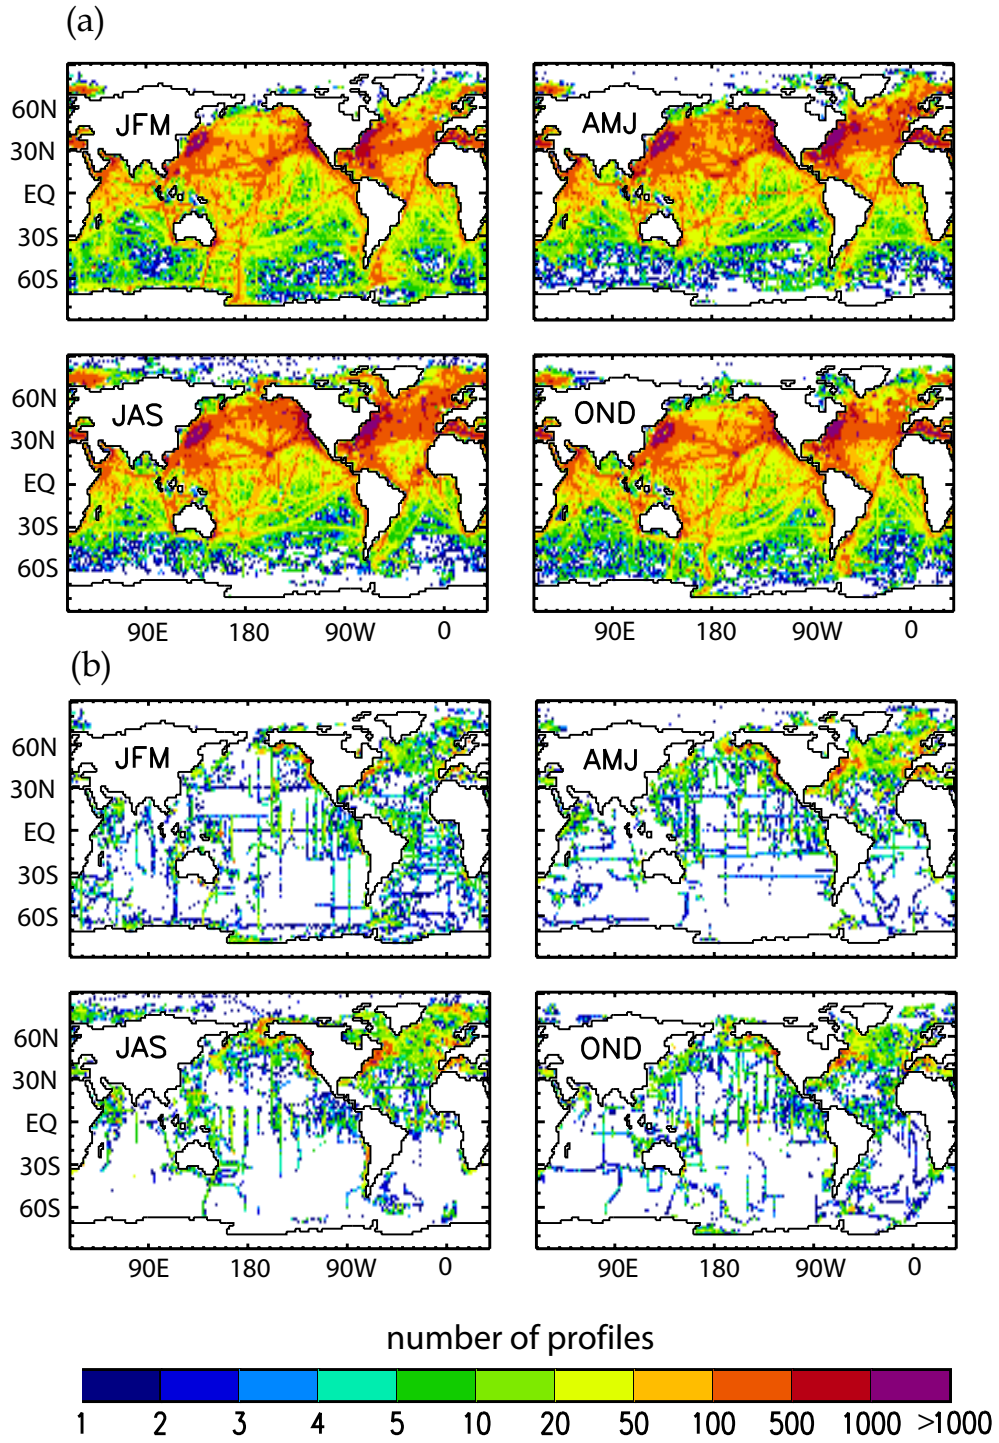 (a)
JFM
AMJ
60N
30N
EQ
30S
60S
JAS
OND
60N
30N
EQ
30S
60S
90E 180 90W 0 90E 180 90W 0
(b)
JFM
AMJ
60N
30N
EQ
30S
60S
JAS
OND
60N
30N
EQ
30S
60S
90E 180 90W 0 90E 180 90W 0
number of profiles
1 2 3 4 5 10 20 50 100 500 1000 >1000